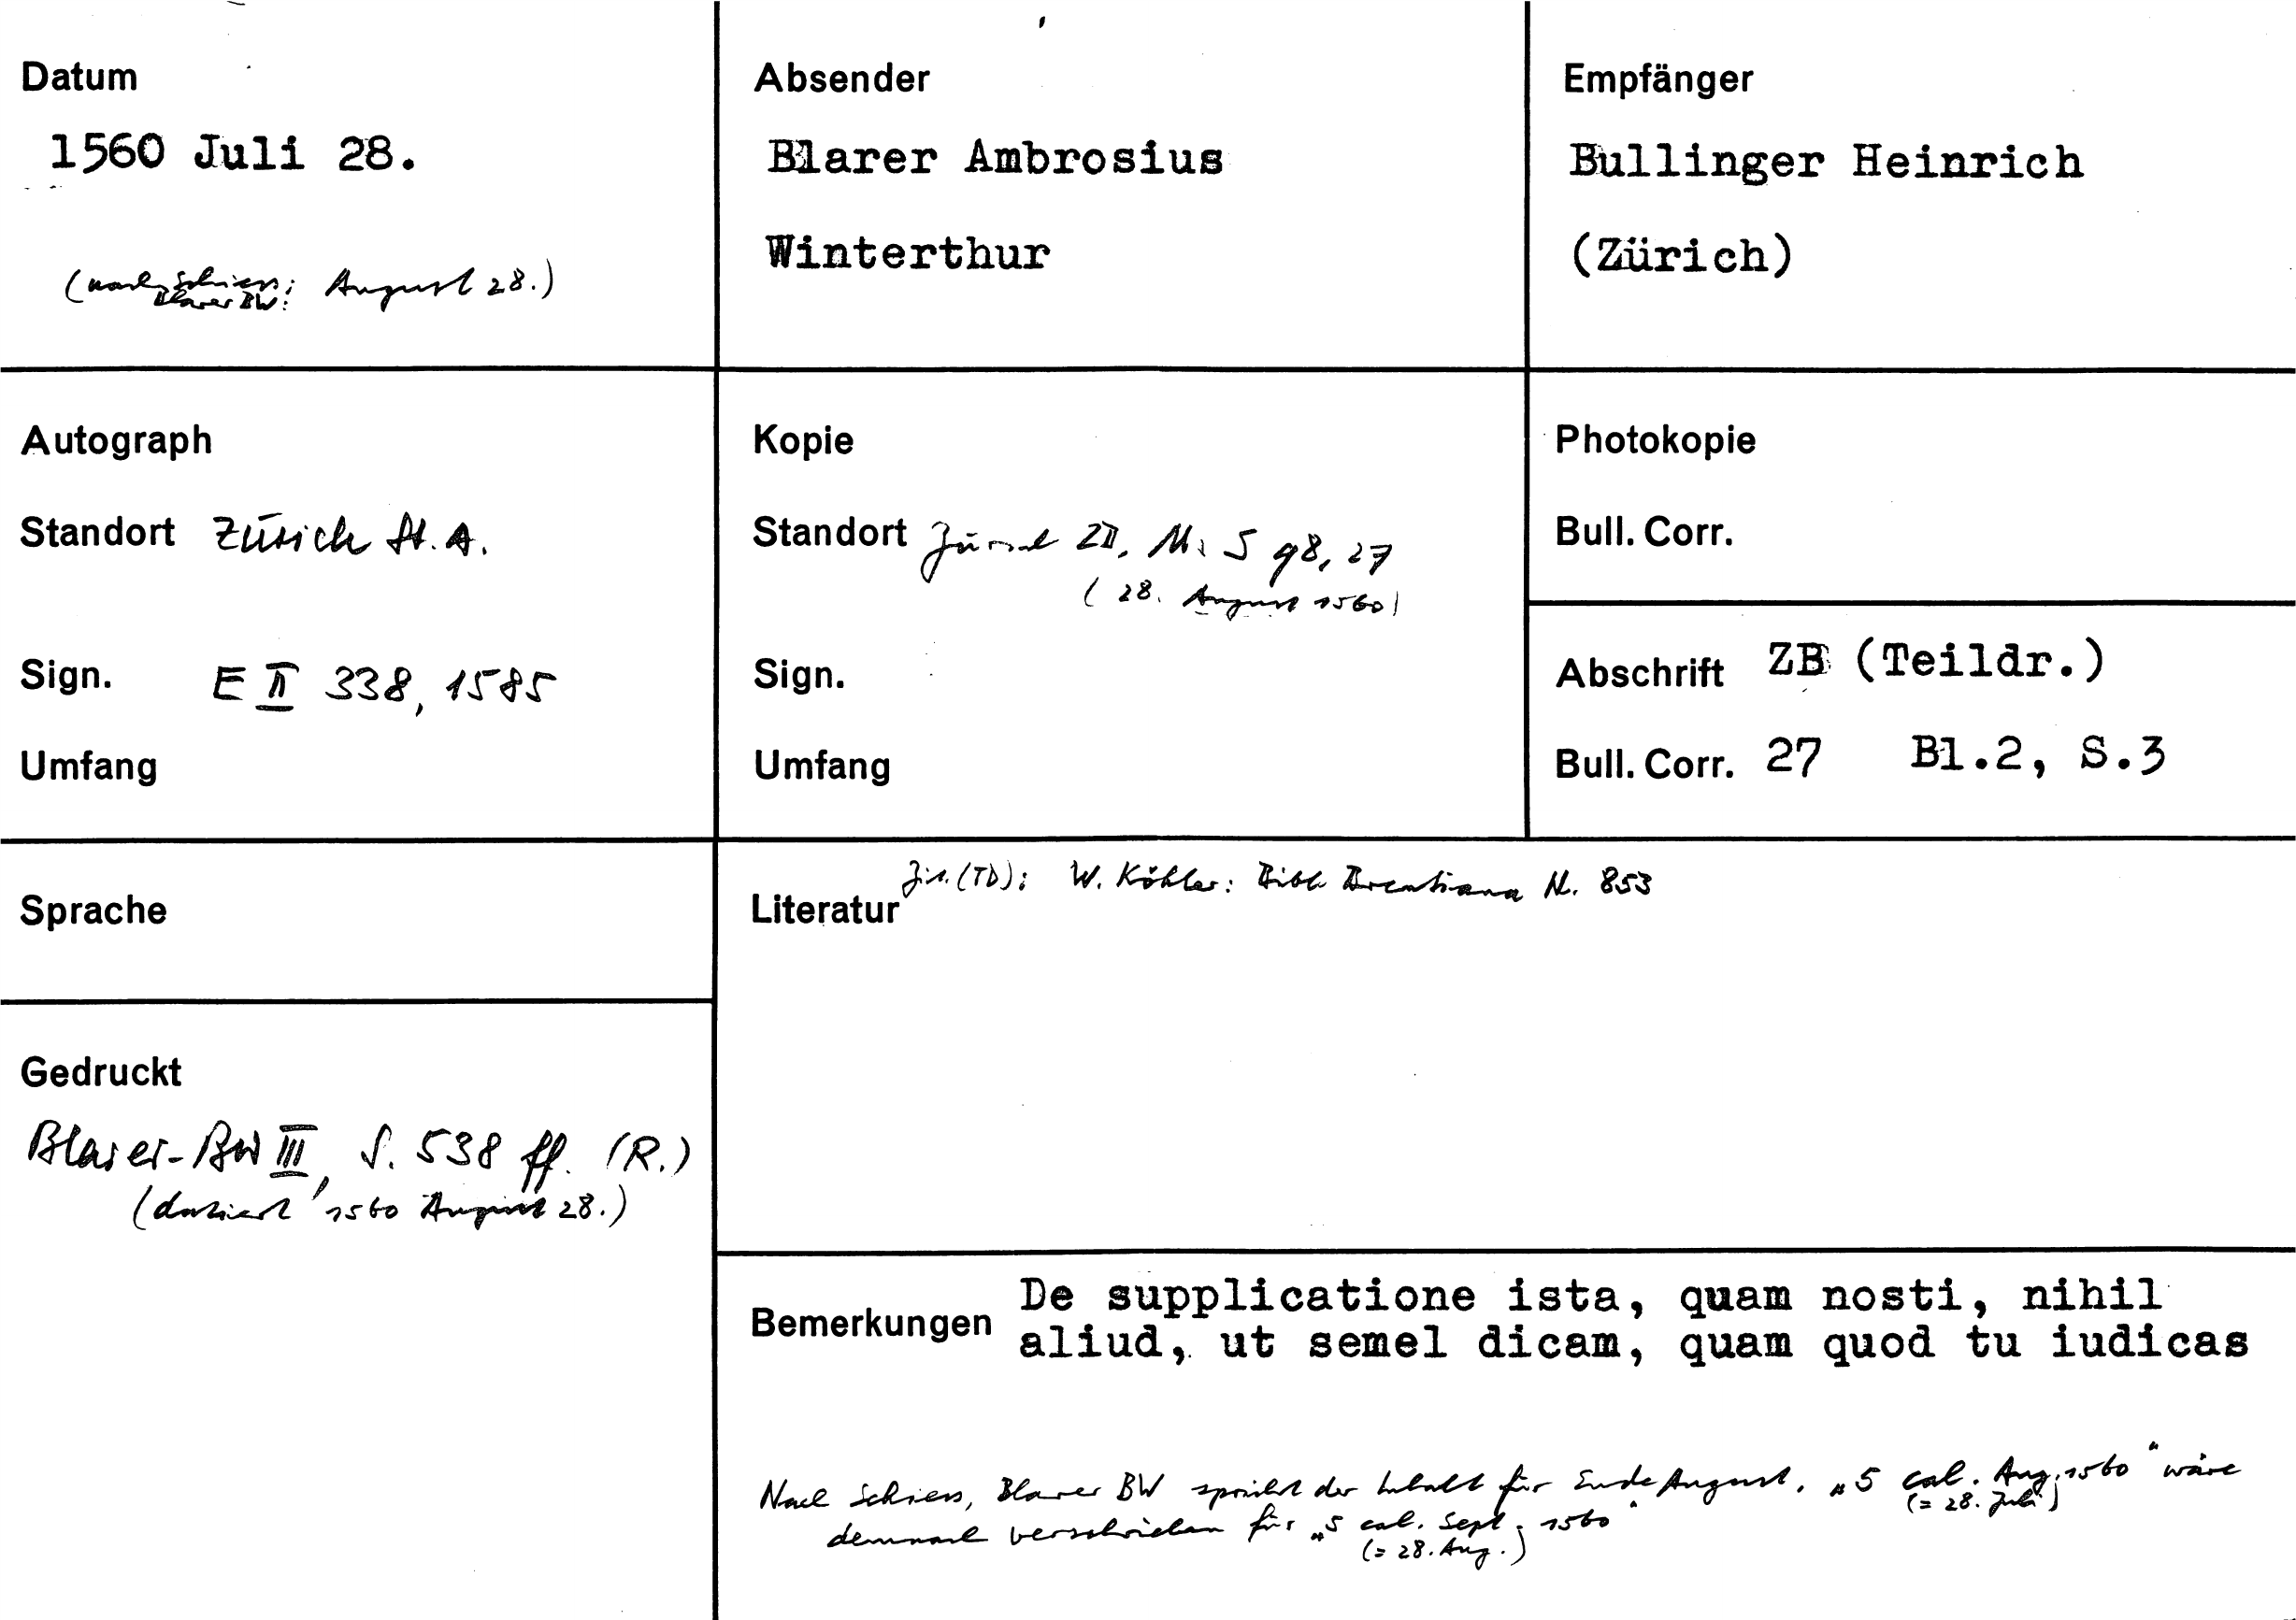 Datum
1560 Juli 28.
(nach Schiess: August 28.)
Blarer BW:
Absender
Blarer Ambrosius
Winterthur
Empfänger
Bullinger Heinrich
(Zürich)
Autograph
Standort Zürich St. A.
Sign. E II 338, 1585
Umfang
Kopie
Standort Zürich ZB, Ms S 98, 27
(28. August 1560)
Sign.
Umfang
Photokopie
Bull. Corr.
Abschrift ZB (Teildr.)
Bull. Corr. 27 Bl.2, S.3
Sprache
Literatur Zit. (TD): W. Köhler: Bibl. Brentiana Nr. 853
Gedruckt
Blarer-BW III, S. 538 ff. (R.)
(datiert 1560 August 28.)
Bemerkungen De supplicatione ista, quam nosti, nihil
aliud, ut semel dicam, quam quod tu iudicas
Nach Schiess, Blarer BW spricht der Inhalt für Ende August. „5 cal. Aug. 1560" wäre
(= 28. Juli)
demnach verschrieben für „5 cal. Sept. 1560"
(= 28. Aug.)